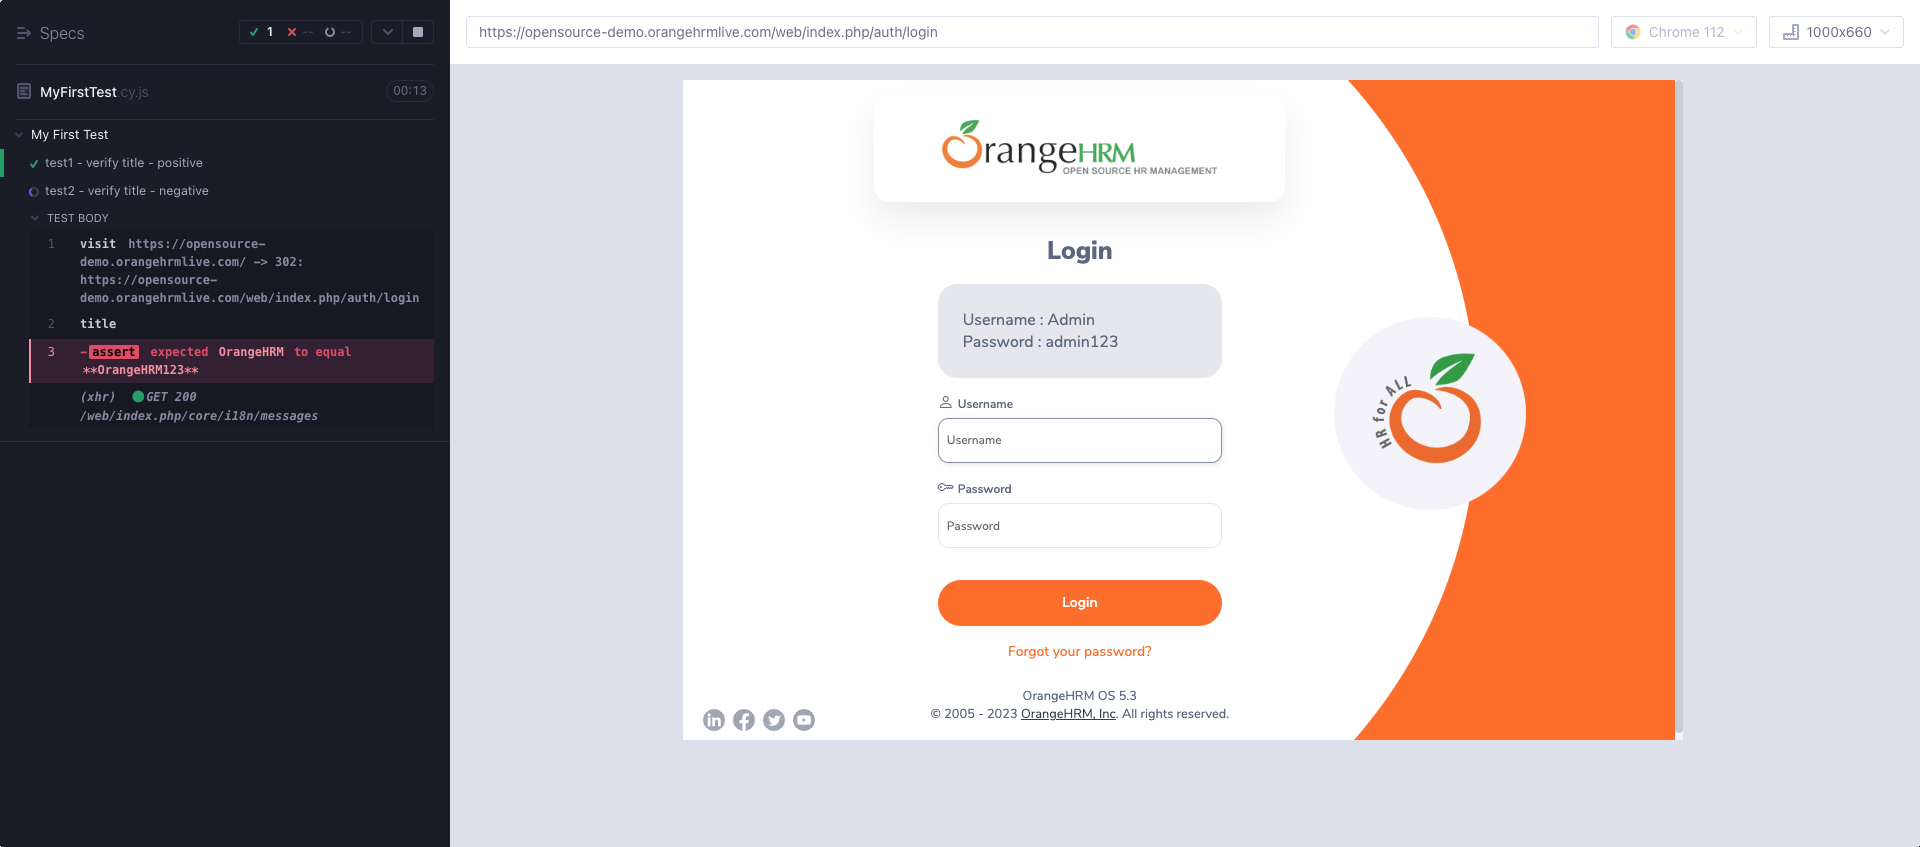 Specs
1
--
--
MyFirstTest.cy.js
00:13
My First Test
test1 - verify title - positive
test2 - verify title - negative
TEST BODY
1 visit https://opensource-
demo.orangehrmlive.com/ -> 302:
https://opensource-
demo.orangehrmlive.com/web/index.php/auth/login
2 title
3 -assert expected OrangeHRM to equal
**OrangeHRM123**
(xhr) GET 200
/web/index.php/core/i18n/messages
https://opensource-demo.orangehrmlive.com/web/index.php/auth/login
Chrome 112
1000x660
OrangeHRM
OPEN SOURCE HR MANAGEMENT
Login
Username : Admin
Password : admin123
Username
Username
Password
Password
Login
Forgot your password?
OrangeHRM OS 5.3
© 2005 - 2023 OrangeHRM, Inc. All rights reserved.
HR for ALL